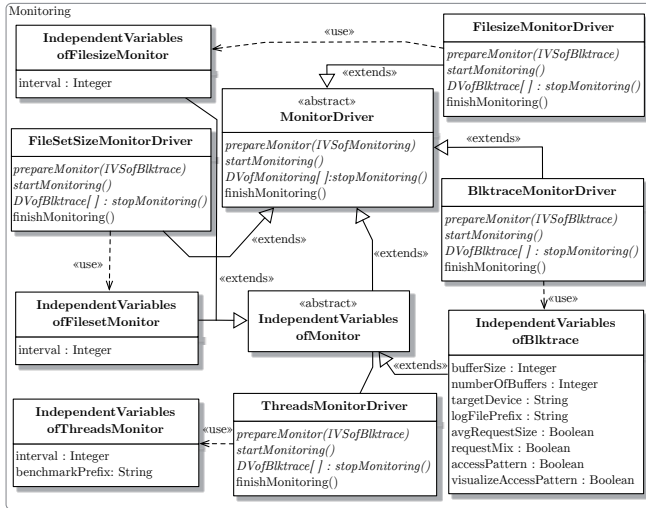 Monitoring
IndependentVariables
ofFilesizeMonitor
interval : Integer
«use»
FilesizeMonitorDriver
prepareMonitor(IVSofBlktrace)
startMonitoring()
DVofBlktrace[ ] : stopMonitoring()
finishMonitoring()
«extends»
«abstract»
MonitorDriver
prepareMonitor(IVSofMonitoring)
startMonitoring()
DVofMonitoring[ ]:stopMonitoring()
finishMonitoring()
FileSetSizeMonitorDriver
prepareMonitor(IVSofBlktrace)
startMonitoring()
DVofBlktrace[ ] : stopMonitoring()
finishMonitoring()
«extends»
BlktraceMonitorDriver
prepareMonitor(IVSofBlktrace)
startMonitoring()
DVofBlktrace[ ] : stopMonitoring()
finishMonitoring()
«extends»
«extends»
«use»
«extends»
«use»
IndependentVariables
ofFilesetMonitor
interval : Integer
«abstract»
IndependentVariables
ofMonitor
IndependentVariables
ofBlktrace
bufferSize : Integer
numberOfBuffers : Integer
targetDevice : String
logFilePrefix : String
avgRequestSize : Boolean
requestMix : Boolean
accessPattern : Boolean
visualizeAccessPattern : Boolean
«extends»
IndependentVariables
ofThreadsMonitor
interval : Integer
benchmarkPrefix: String
«use»
ThreadsMonitorDriver
prepareMonitor(IVSofBlktrace)
startMonitoring()
DVofBlktrace[ ] : stopMonitoring()
finishMonitoring()